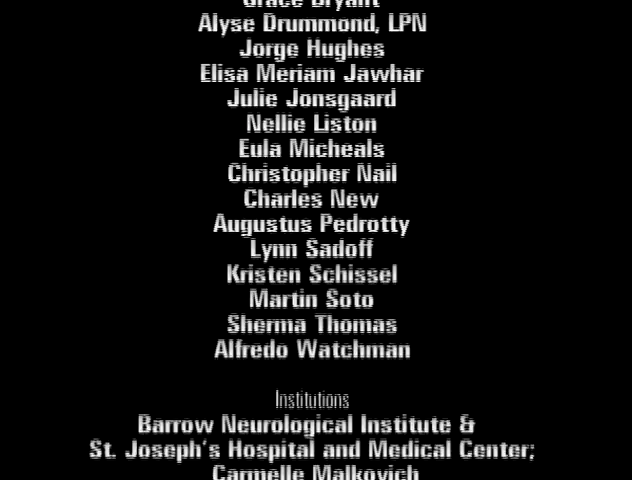 Grace Bryant
Alyse Drummond, LPN
Jorge Hughes
Elisa Meriam Jawhar
Julie Jonsgaard
Nellie Liston
Eula Micheals
Christopher Nail
Charles New
Augustus Pedrotty
Lynn Sadoff
Kristen Schissel
Martin Soto
Sherma Thomas
Alfredo Watchman
Institutions
Barrow Neurological Institute &
St. Joseph's Hospital and Medical Center;
Carmelle Malkovich